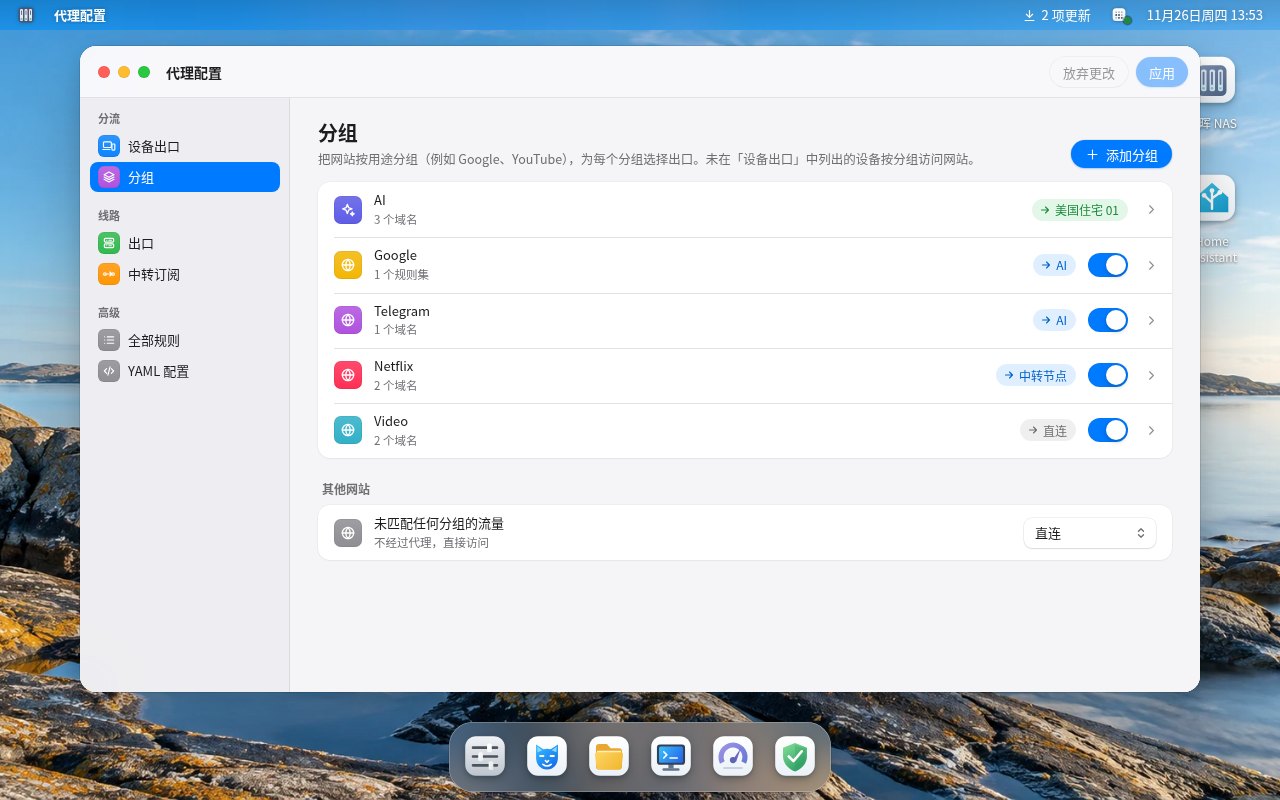 代理配置
2 项更新
11月26日周四 13:53
代理配置
放弃更改
应用
分流
设备出口
分组
线路
出口
中转订阅
高级
全部规则
YAML 配置
分组
把网站按用途分组（例如 Google、YouTube），为每个分组选择出口。未在「设备出口」中列出的设备按分组访问网站。
添加分组
AI
3 个域名
美国住宅 01
Google
1 个规则集
AI
Telegram
1 个域名
AI
Netflix
2 个域名
中转节点
Video
2 个域名
直连
其他网站
未匹配任何分组的流量
不经过代理，直接访问
直连
NAS